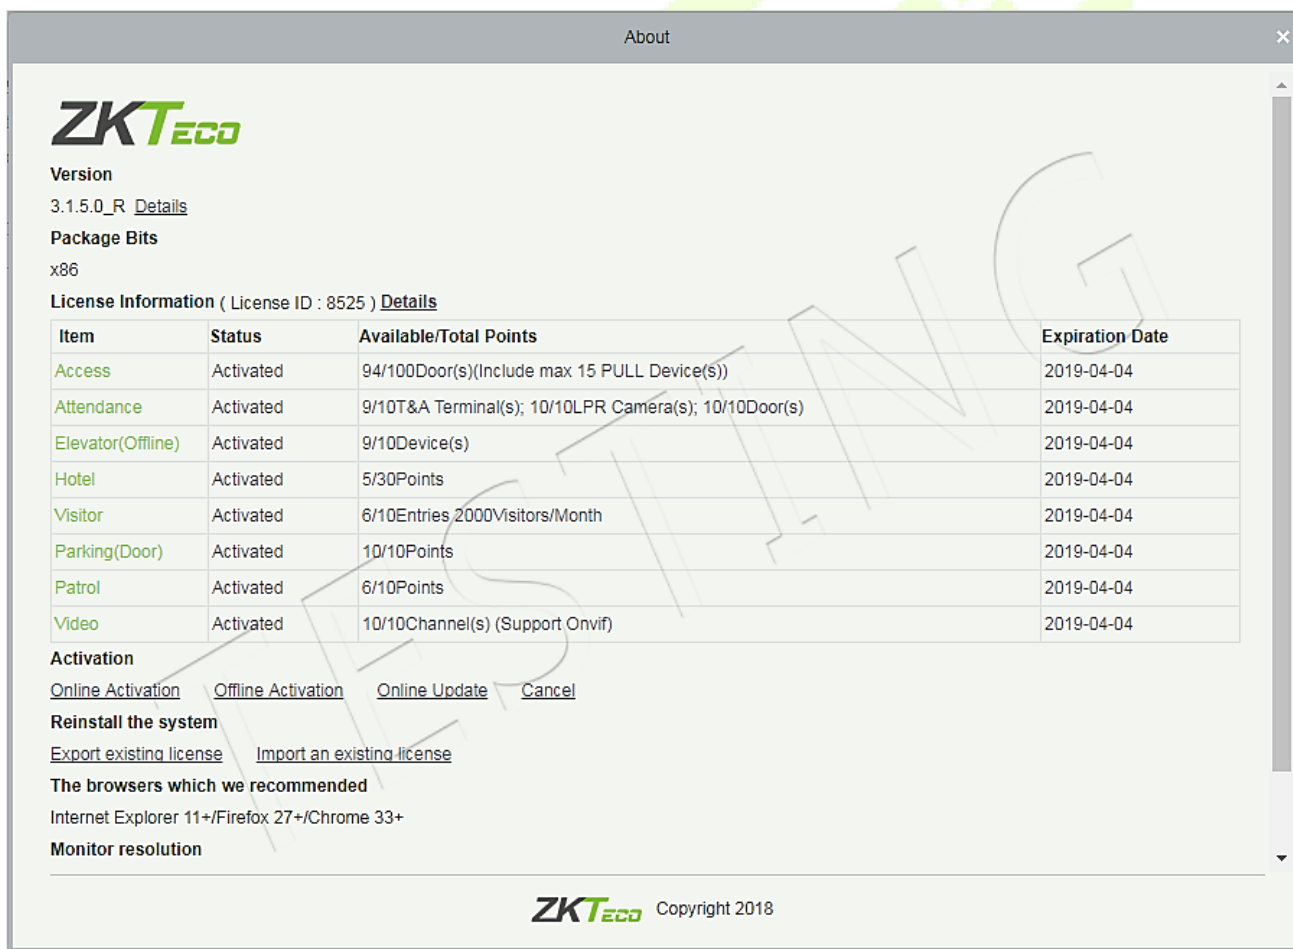 About
ZKTECO
Version
3.1.5.0_R Details
Package Bits
x86
License Information ( License ID : 8525 ) Details
Item Status Available/Total Points Expiration Date
Access Activated 94/100Door(s)(Include max 15 PULL Device(s)) 2019-04-04
Attendance Activated 9/10T&A Terminal(s); 10/10LPR Camera(s); 10/10Door(s) 2019-04-04
Elevator(Offline) Activated 9/10Device(s) 2019-04-04
Hotel Activated 5/30Points 2019-04-04
Visitor Activated 6/10Entries 2000Visitors/Month 2019-04-04
Parking(Door) Activated 10/10Points 2019-04-04
Patrol Activated 6/10Points 2019-04-04
Video Activated 10/10Channel(s) (Support Onvif) 2019-04-04
TESTING
Activation
Online Activation Offline Activation Online Update Cancel
Reinstall the system
Export existing license Import an existing license
The browsers which we recommended
Internet Explorer 11+/Firefox 27+/Chrome 33+
Monitor resolution
ZKTECO Copyright 2018